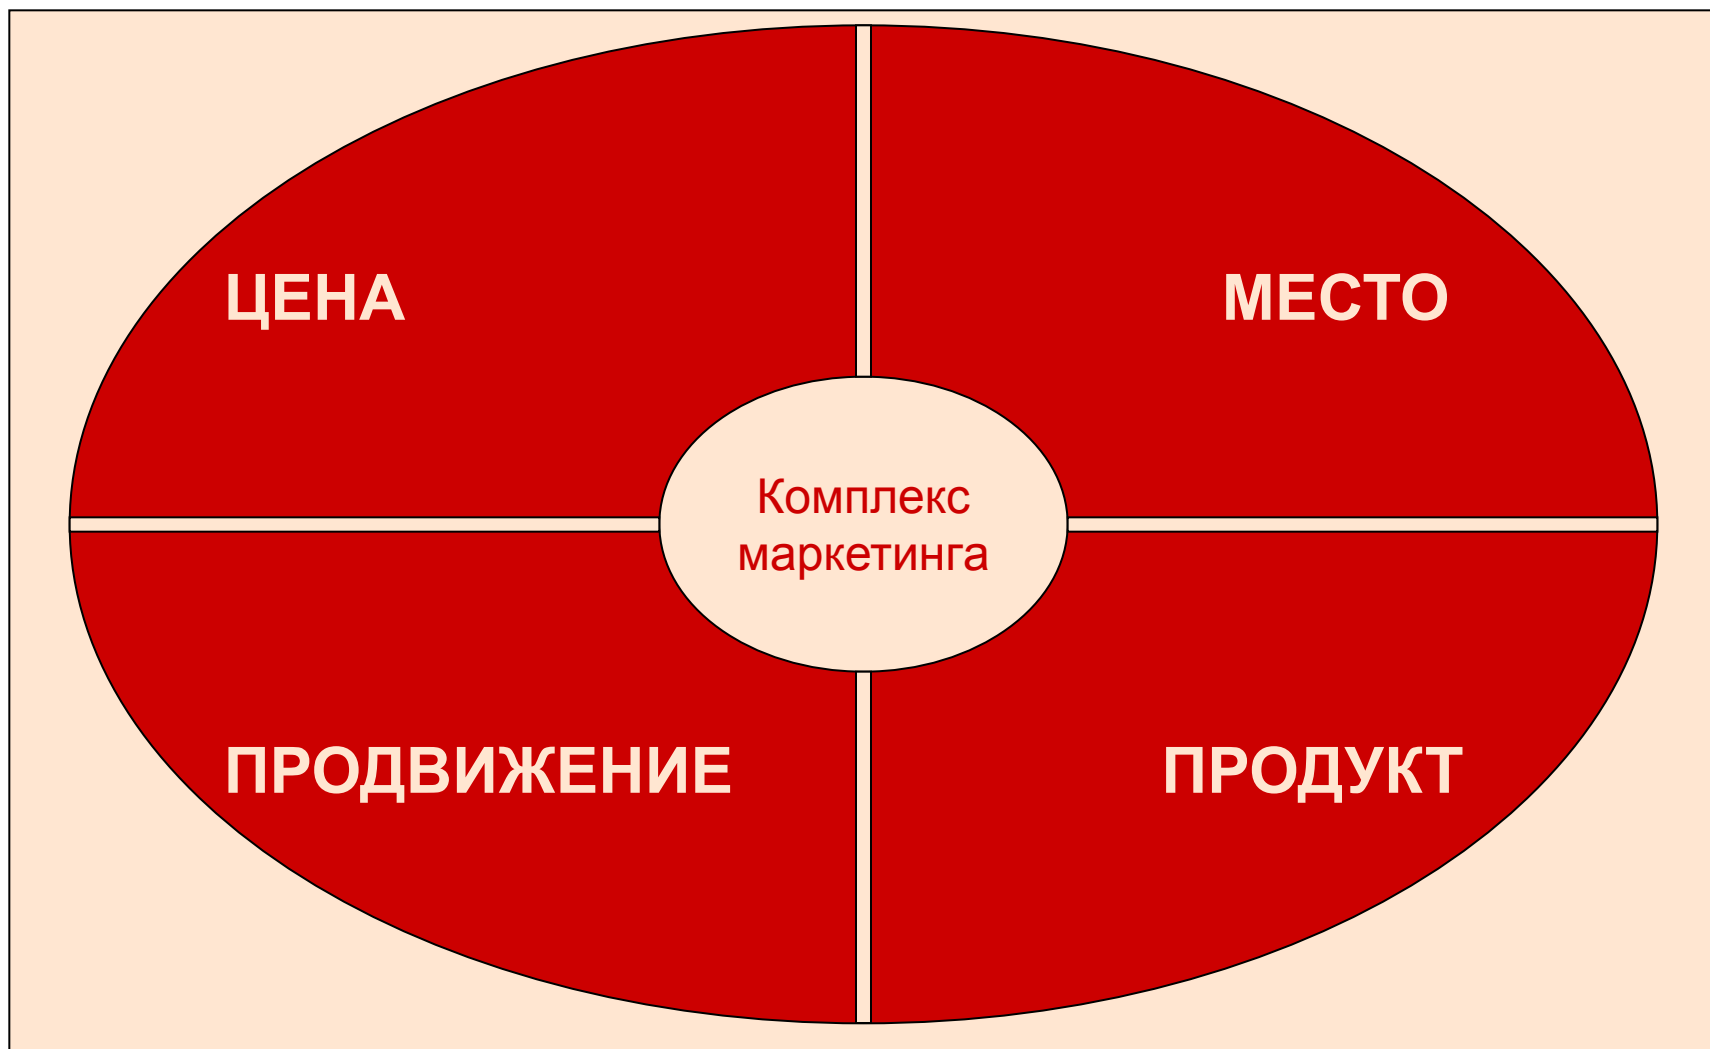 ЦЕНА
МЕСТО
Комплекс
маркетинга
ПРОДВИЖЕНИЕ
ПРОДУКТ